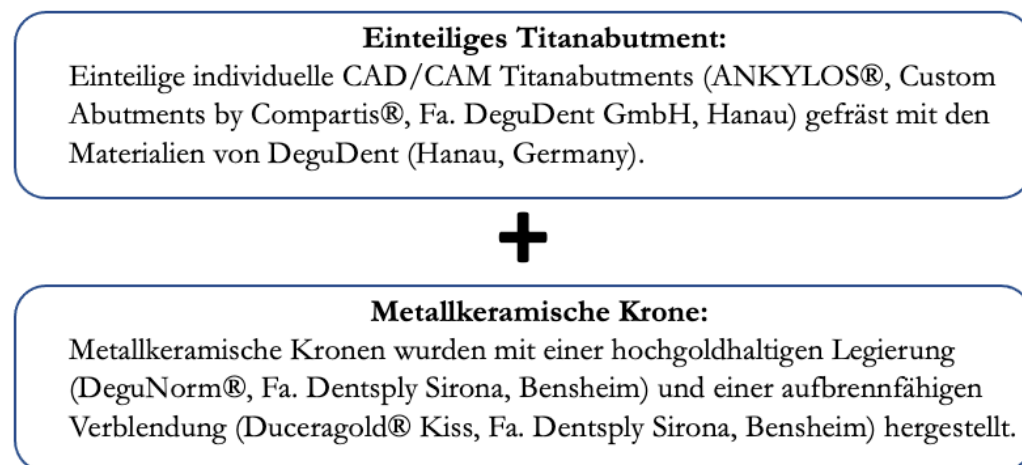 Einteiliges Titanabutment:
Einteilige individuelle CAD/CAM Titanabutments (ANKYLOS®, Custom
Abutments by Compartis®, Fa. DeguDent GmbH, Hanau) gefräst mit den
Materialien von DeguDent (Hanau, Germany).
+
Metallkeramische Krone:
Metallkeramische Kronen wurden mit einer hochgoldhaltigen Legierung
(DeguNorm®, Fa. Dentsply Sirona, Bensheim) und einer aufbrennfähigen
Verblendung (Duceragold® Kiss, Fa. Dentsply Sirona, Bensheim) hergestellt.